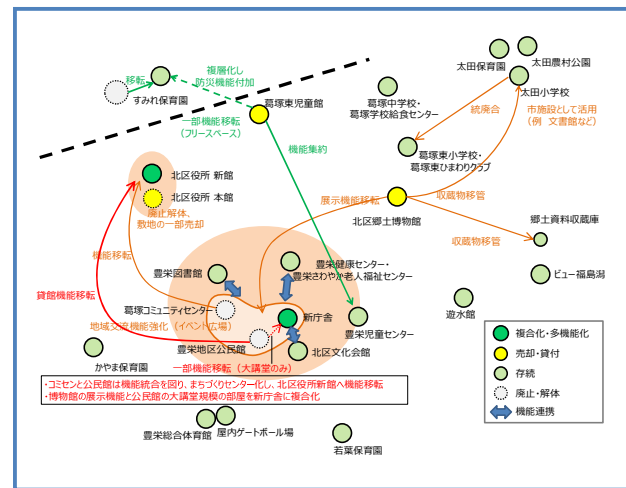 太田保育園
太田農村公園
太田小学校
移転
複層化し
防災機能付加
すみれ保育園
葛塚東児童館
一部機能移転
(フリースペース)
葛塚中学校・
葛塚学校給食センター
統廃合
市施設として活用
(例 文書館など)
機能集約
葛塚東小学校・
葛塚東ひまわりクラブ
北区役所 新館
北区役所 本館
廃止解体、
敷地の一部売却
展示機能移転
北区郷土博物館
収蔵物移管
郷土資料収蔵庫
収蔵物移管
機能移転
豊栄図書館
豊栄健康センター・
豊栄さわやか老人福祉センター
ビュー福島潟
貸館機能移転
葛塚コミュニティセンター
新庁舎
遊水館
地域交流機能強化(イベント広場)
豊栄児童センター
豊栄地区公民館
北区文化会館
かやま保育園
一部機能移転(大講堂のみ)
・コミセンと公民館は機能統合を図り、まちづくりセンター化し、北区役所新館へ機能移転
・博物館の展示機能と公民館の大講堂規模の部屋を新庁舎に複合化
豊栄総合体育館
屋内ゲートボール場
若葉保育園
複合化・多機能化
売却・貸付
存続
廃止・解体
機能連携